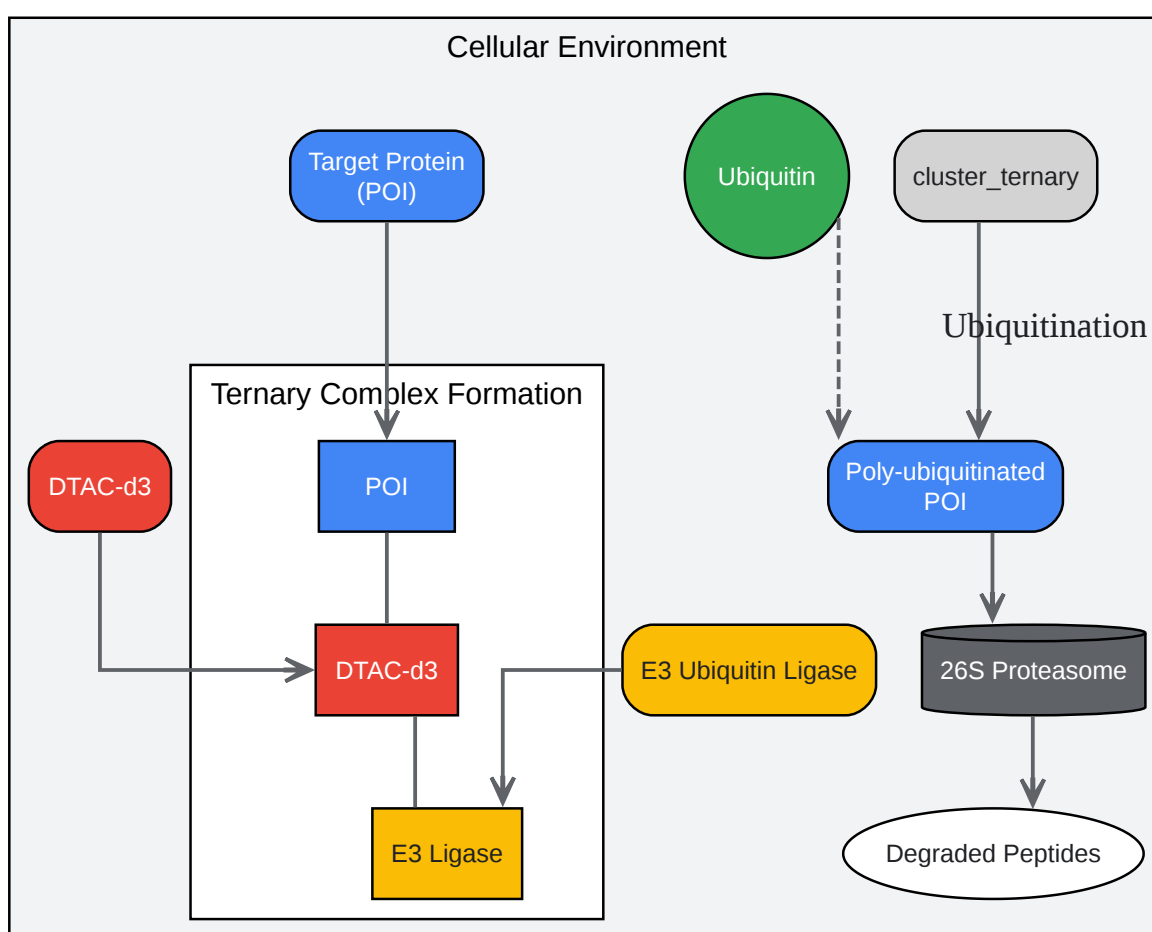 Cellular Environment
Target Protein
(POI)
Ubiquitin
cluster_ternary
Ubiquitination
Ternary Complex Formation
DTAC-d3
POI
Poly-ubiquitinated
POI
DTAC-d3
E3 Ubiquitin Ligase
26S Proteasome
E3 Ligase
Degraded Peptides